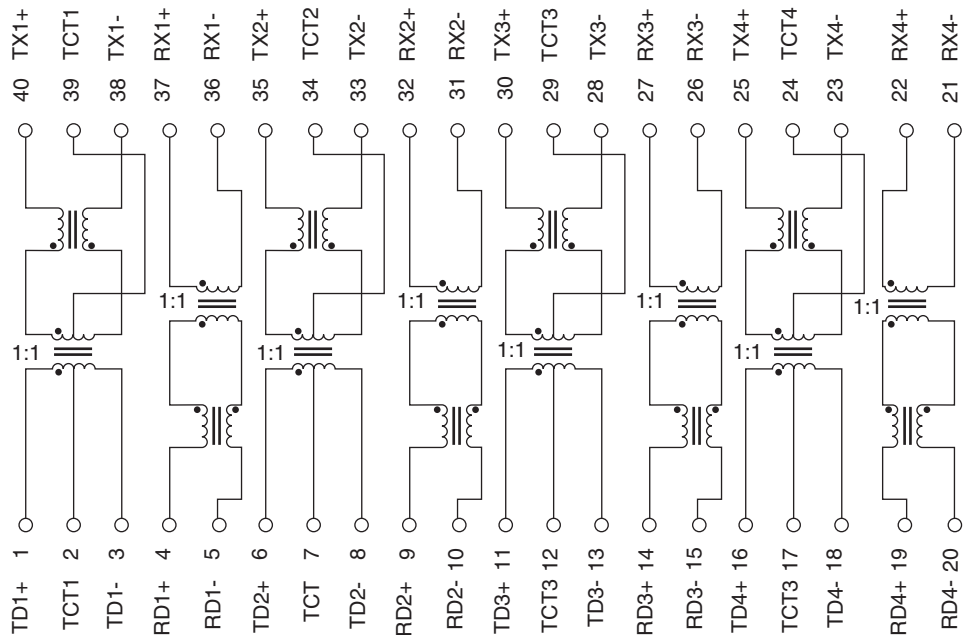 TX1+ TCT1 TX1- RX1+ RX1- TX2+ TCT2 TX2- RX2+ RX2- TX3+ TCT3 TX3- RX3+ RX3- TX4+ TCT4 TX4- RX4+ RX4-
40 39 38 37 36 35 34 33 32 31 30 29 28 27 26 25 24 23 22 21
1:1 1:1 1:1 1:1 1:1
1:1 1:1 1:1 1:1
1 2 3 4 5 6 7 8 9 10 11 12 13 14 15 16 17 18 19 20
TD1+ TCT1 TD1- RD1+ RD1- TD2+ TCT TD2- RD2+ RD2- TD3+ TCT3 TD3- RD3+ RD3- TD4+ TCT3 TD4- RD4+ RD4-